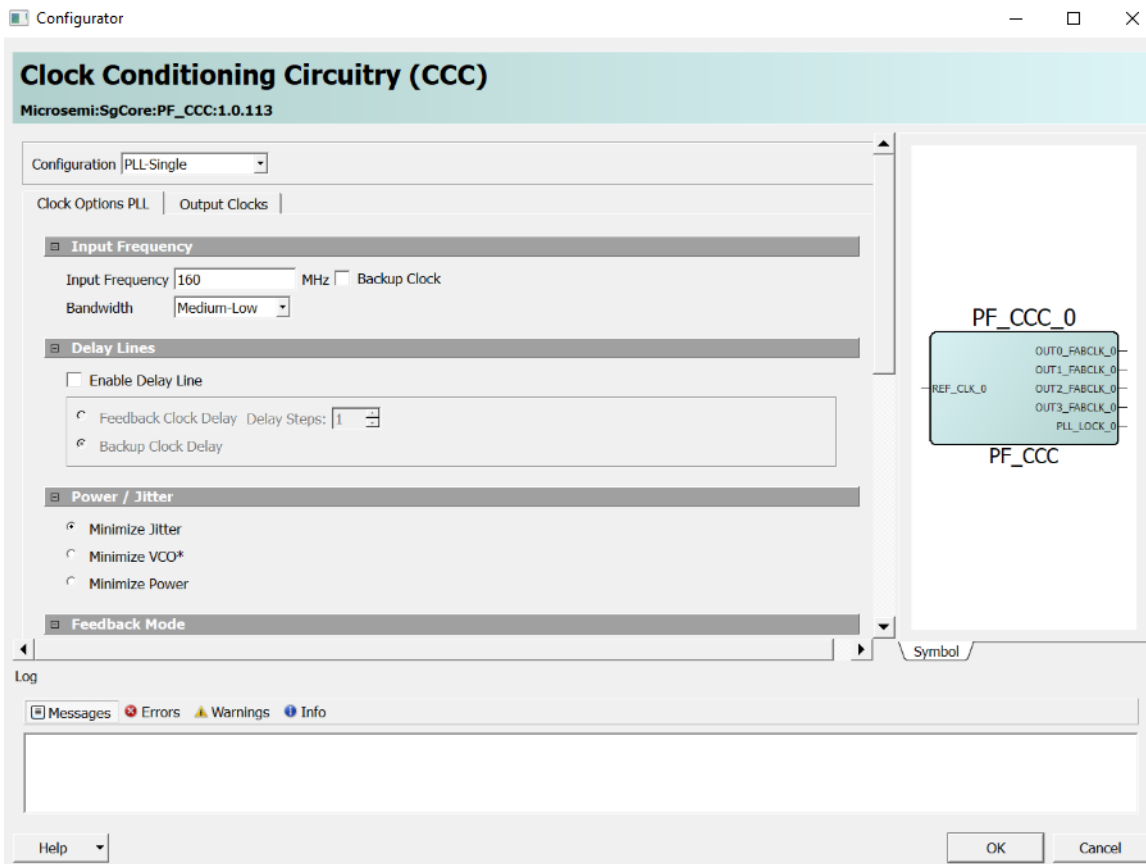 Configurator
Clock Conditioning Circuitry (CCC)
Microsemi:SgCore:PF_CCC:1.0.113
Configuration PLL-Single
Clock Options PLL Output Clocks
Input Frequency
Input Frequency 160 MHz Backup Clock
Bandwidth Medium-Low
Delay Lines
Enable Delay Line
Feedback Clock Delay Delay Steps: 1
Backup Clock Delay
Power / Jitter
Minimize Jitter
Minimize VCO*
Minimize Power
Feedback Mode
PF_CCC_0
OUT0_FABCLK_0
OUT1_FABCLK_0
REF_CLK_0 OUT2_FABCLK_0
OUT3_FABCLK_0
PLL_LOCK_0
PF_CCC
Symbol
Log
Messages Errors Warnings Info
Help OK Cancel